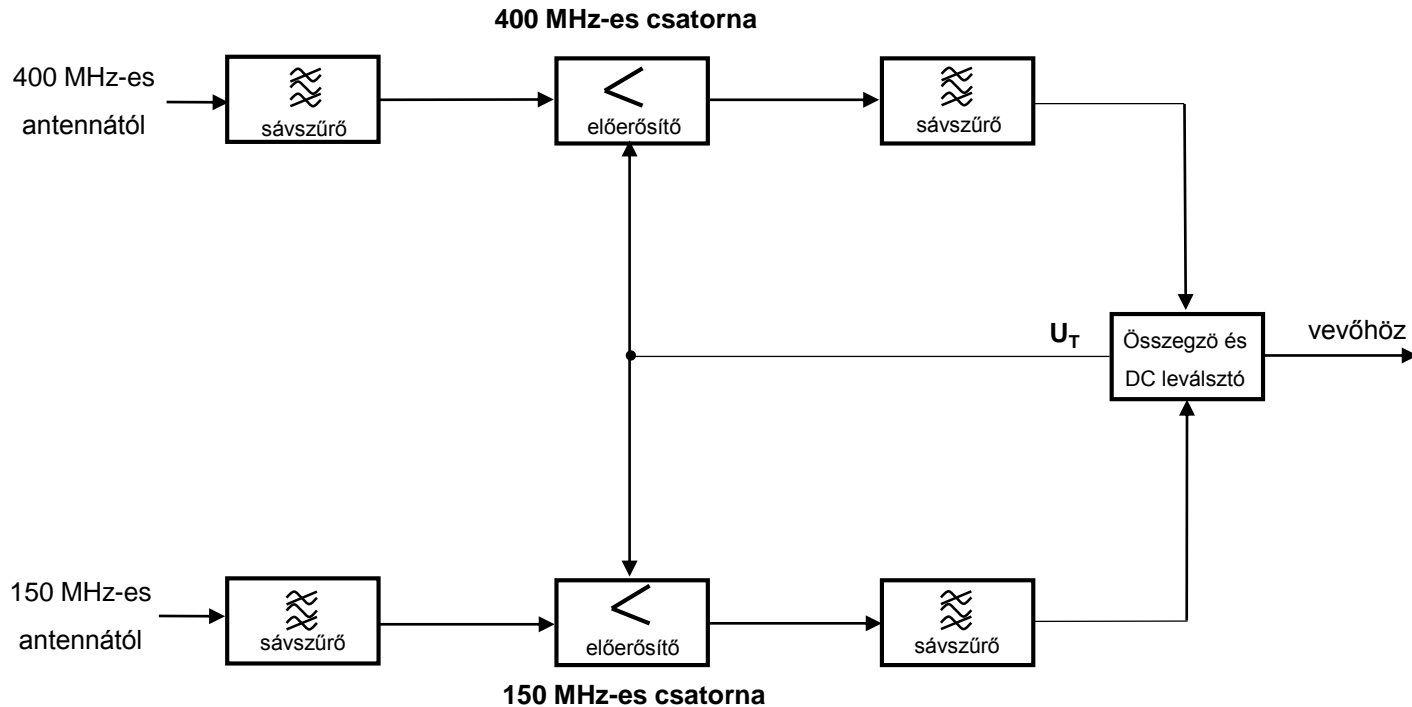 400 MHz-es csatorna
400 MHz-es
antennától
sávszűrő
előerősítő
sávszűrő
U_T
Összegzö és
DC leválsztó
vevőhöz
150 MHz-es
antennától
sávszűrő
előerősítő
sávszűrő
150 MHz-es csatorna